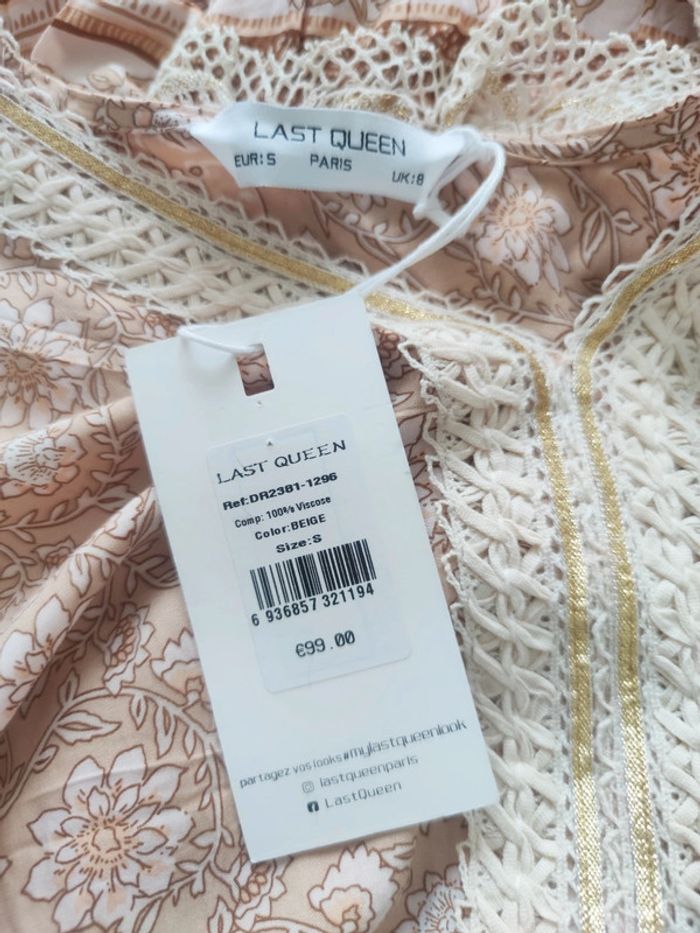 LAST QUEEN
EUR:S PARIS UK:8
LAST QUEEN
Ref:DR2381-1296
Comp: 100% Viscose
Color:BEIGE
Size:S
6 936857 321194
€99.00
partagez vos looks #mylastqueenlook
lastqueenparis
LastQueen